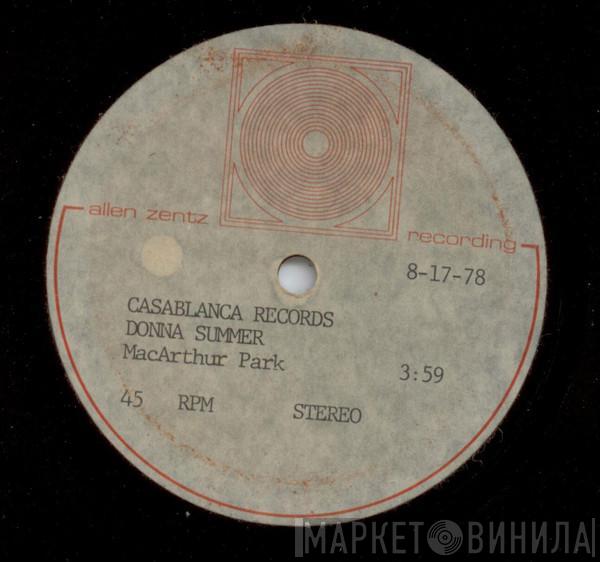 allen zentz
recording
8-17-78
CASABLANCA RECORDS
DONNA SUMMER
MacArthur Park
3:59
45 RPM STEREO
МАРКЕТ ВИНИЛА